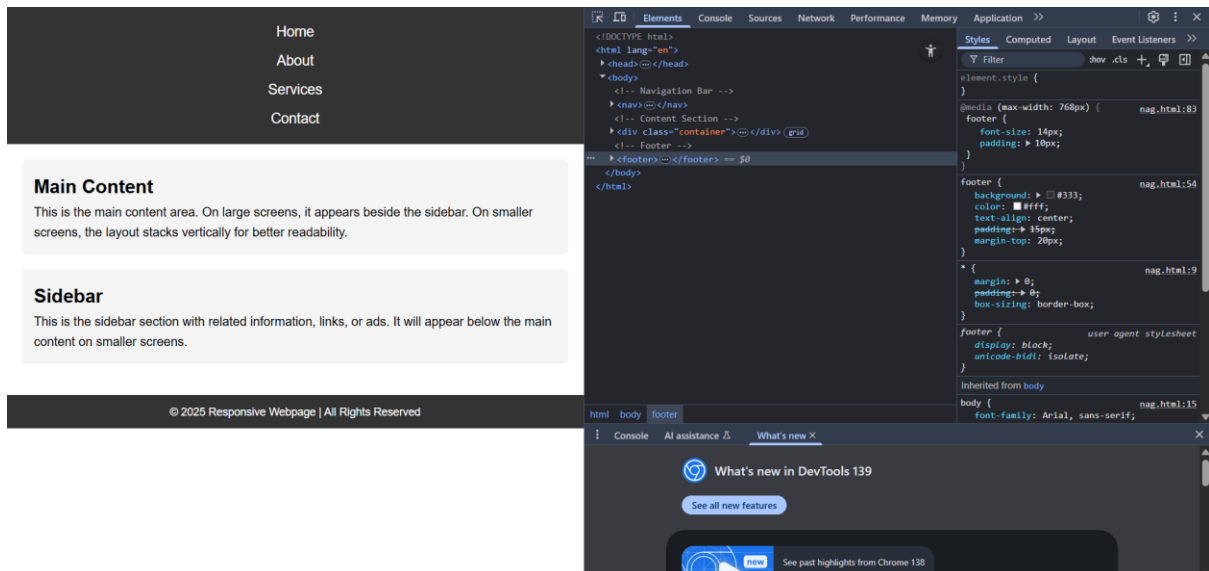 Home
About
Services
Contact
Main Content
This is the main content area. On large screens, it appears beside the sidebar. On smaller
screens, the layout stacks vertically for better readability.
Sidebar
This is the sidebar section with related information, links, or ads. It will appear below the main
content on smaller screens.
© 2025 Responsive Webpage | All Rights Reserved
Elements Console Sources Network Performance Memory Application
<!DOCTYPE html>
<html lang="en">
<head>…</head>
<body>
<!-- Navigation Bar -->
<nav>…</nav>
<!-- Content Section -->
<div class="container">…</div> grid
<!-- Footer -->
… <footer>…</footer> == $0
</body>
</html>
html body footer
Styles Computed Layout Event Listeners
Filter :hov .cls
element.style {
}
@media (max-width: 768px) { nag.html:83
footer {
font-size: 14px;
padding: 10px;
}
}
footer { nag.html:54
background: #333;
color: #fff;
text-align: center;
padding: 15px;
margin-top: 20px;
}
* { nag.html:9
margin: 0;
padding: 0;
box-sizing: border-box;
}
footer { user agent stylesheet
display: block;
unicode-bidi: isolate;
}
Inherited from body
body { nag.html:15
font-family: Arial, sans-serif;
Console AI assistance What's new
What's new in DevTools 139
See all new features
new
See past highlights from Chrome 138